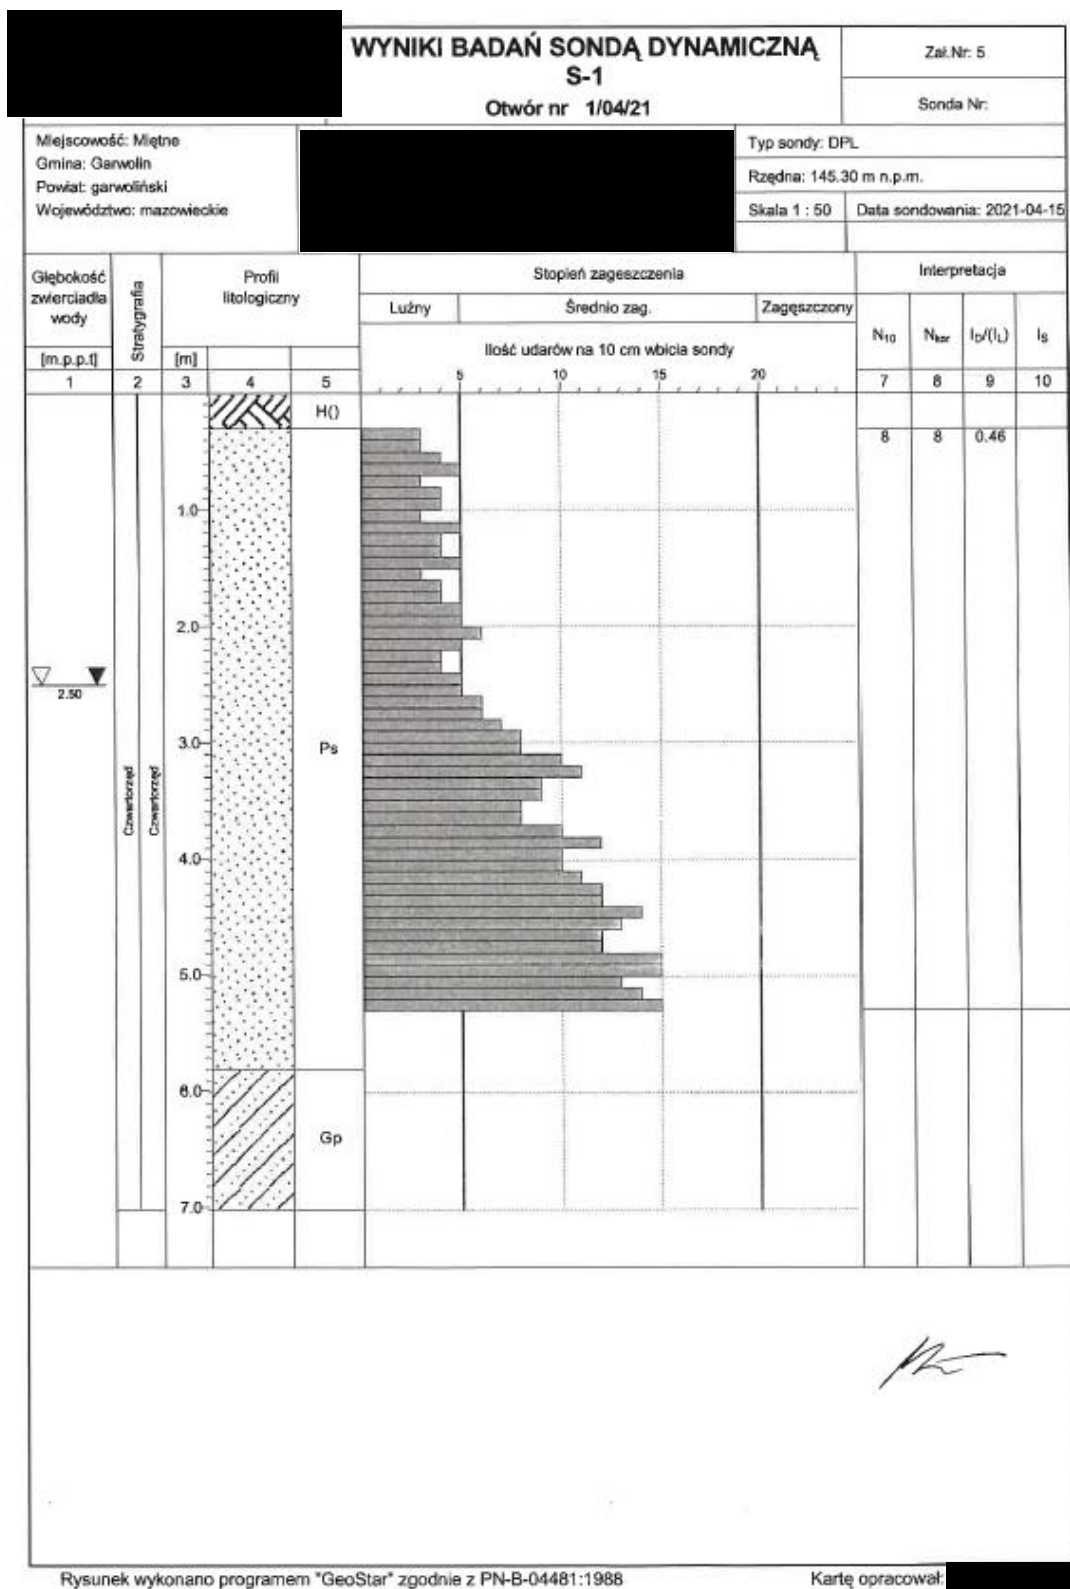 WYNIKI BADAŃ SONDĄ DYNAMICZNĄ
S-1
Otwór nr 1/04/21
Zał.Nr: 5
Sonda Nr:
Miejscowość: Miętne
Gmina: Garwolin
Powiat: garwoliński
Województwo: mazowieckie
Typ sondy: DPL
Rzędna: 145.30 m n.p.m.
Skala 1 : 50
Data sondowania: 2021-04-15
Głębokość zwierciadła wody
[m.p.p.t]
Stratygrafia
Profil litologiczny
[m]
Stopień zagęszczenia
Luźny
Średnio zag.
Zagęszczony
Ilość udarów na 10 cm wbicia sondy
5 10 15 20
Interpretacja
N10
Nkor
ID/(IL)
IS
1 2 3 4 5 7 8 9 10
H()
8 8 0.46
1.0
2.0
2.50
3.0
Ps
Czwartorzęd
Czwartorzęd
4.0
5.0
6.0
Gp
7.0
Rysunek wykonano programem "GeoStar" zgodnie z PN-B-04481:1988
Kartę opracował: